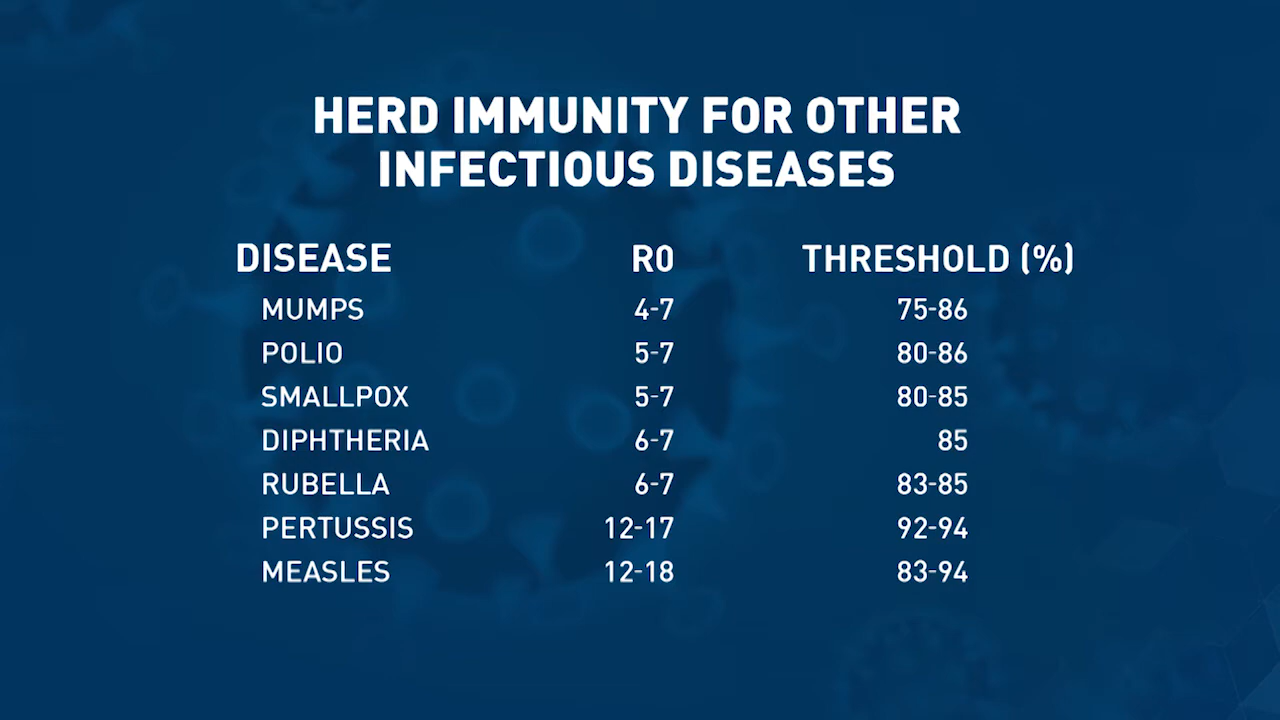 HERD IMMUNITY FOR OTHER
INFECTIOUS DISEASES
DISEASE R0 THRESHOLD (%)
MUMPS 4-7 75-86
POLIO 5-7 80-86
SMALLPOX 5-7 80-85
DIPHTHERIA 6-7 85
RUBELLA 6-7 83-85
PERTUSSIS 12-17 92-94
MEASLES 12-18 83-94